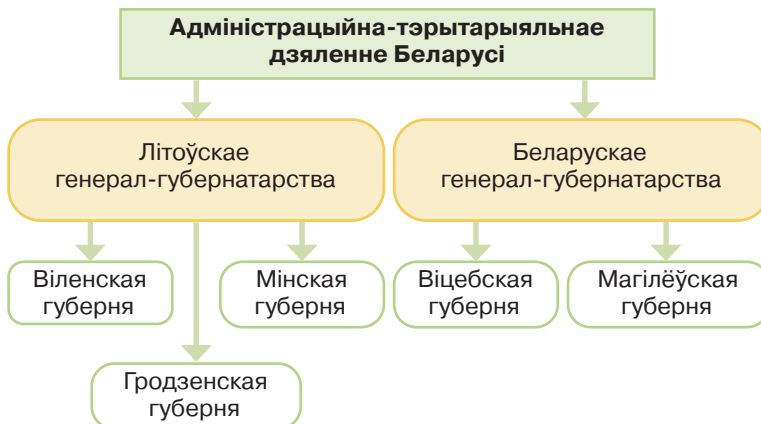 Адміністрацыйна-тэрытарыяльнае
дзяленне Беларусі
Літоўскае
генерал-губернатарства
Беларускае
генерал-губернатарства
Віленская
губерня
Мінская
губерня
Віцебская
губерня
Магілёўская
губерня
Гродзенская
губерня